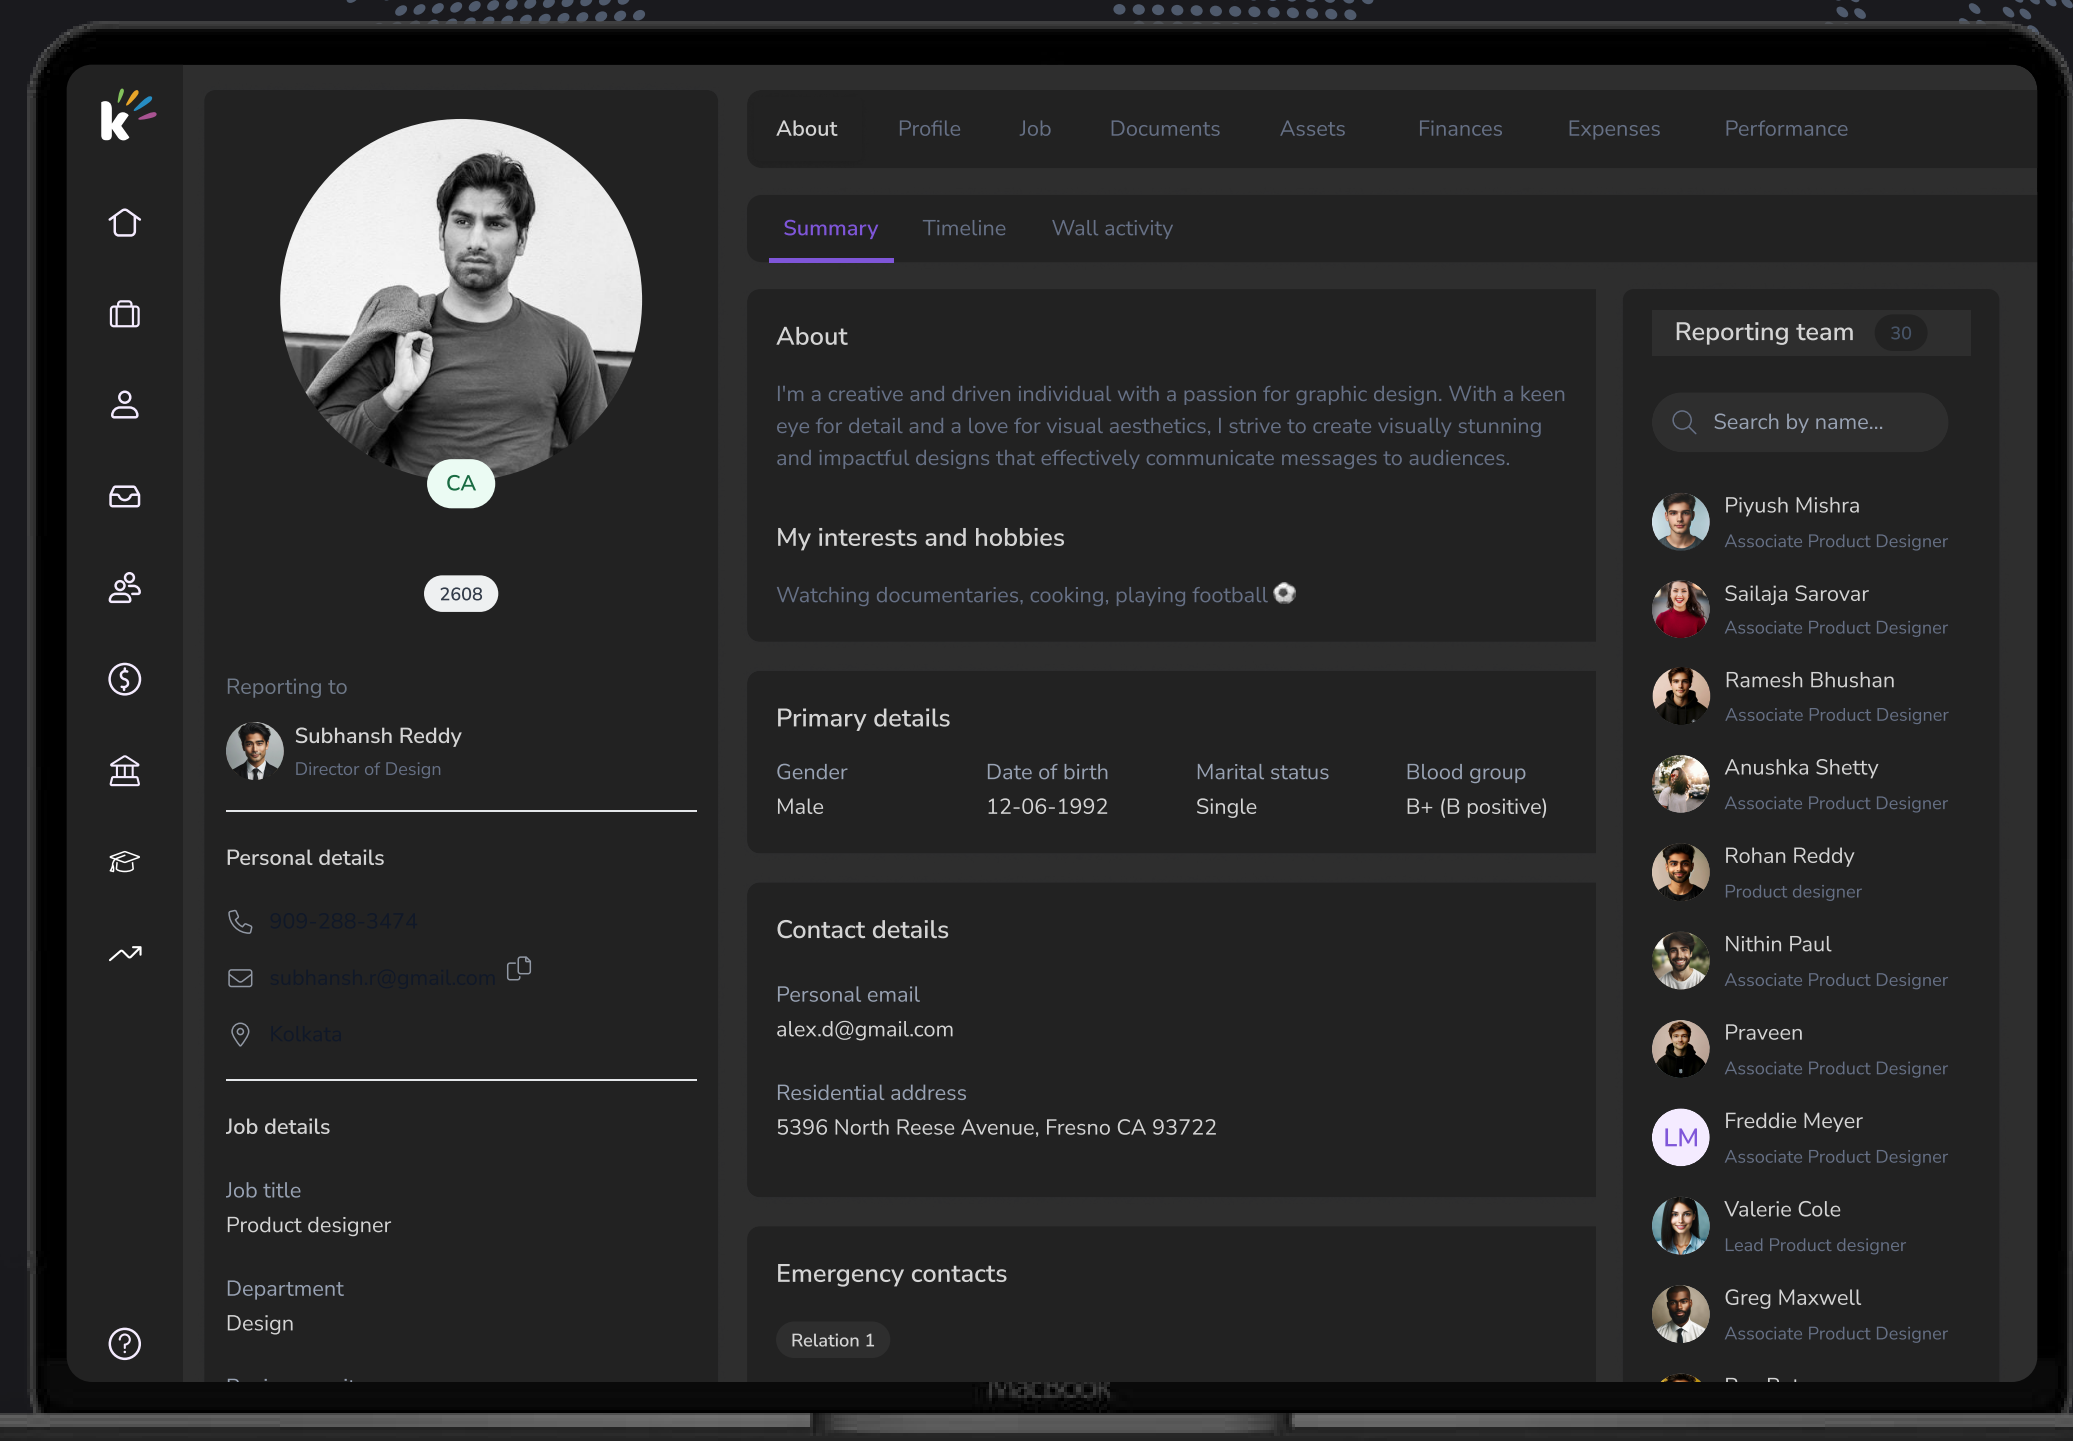 k
About
Profile
Job
Documents
Assets
Finances
Expenses
Performance
Summary
Timeline
Wall activity
CA
2608
Reporting to
Subhansh Reddy
Director of Design
Personal details
909-288-3474
subhansh.r@gmail.com
Kolkata
Job details
Job title
Product designer
Department
Design
About
I'm a creative and driven individual with a passion for graphic design. With a keen
eye for detail and a love for visual aesthetics, I strive to create visually stunning
and impactful designs that effectively communicate messages to audiences.
My interests and hobbies
Watching documentaries, cooking, playing football
Primary details
Gender
Male
Date of birth
12-06-1992
Marital status
Single
Blood group
B+ (B positive)
Contact details
Personal email
alex.d@gmail.com
Residential address
5396 North Reese Avenue, Fresno CA 93722
Emergency contacts
Relation 1
Reporting team 30
Search by name...
Piyush Mishra
Associate Product Designer
Sailaja Sarovar
Associate Product Designer
Ramesh Bhushan
Associate Product Designer
Anushka Shetty
Associate Product Designer
Rohan Reddy
Product designer
Nithin Paul
Associate Product Designer
Praveen
Associate Product Designer
LM
Freddie Meyer
Associate Product Designer
Valerie Cole
Lead Product designer
Greg Maxwell
Associate Product Designer
MacBook